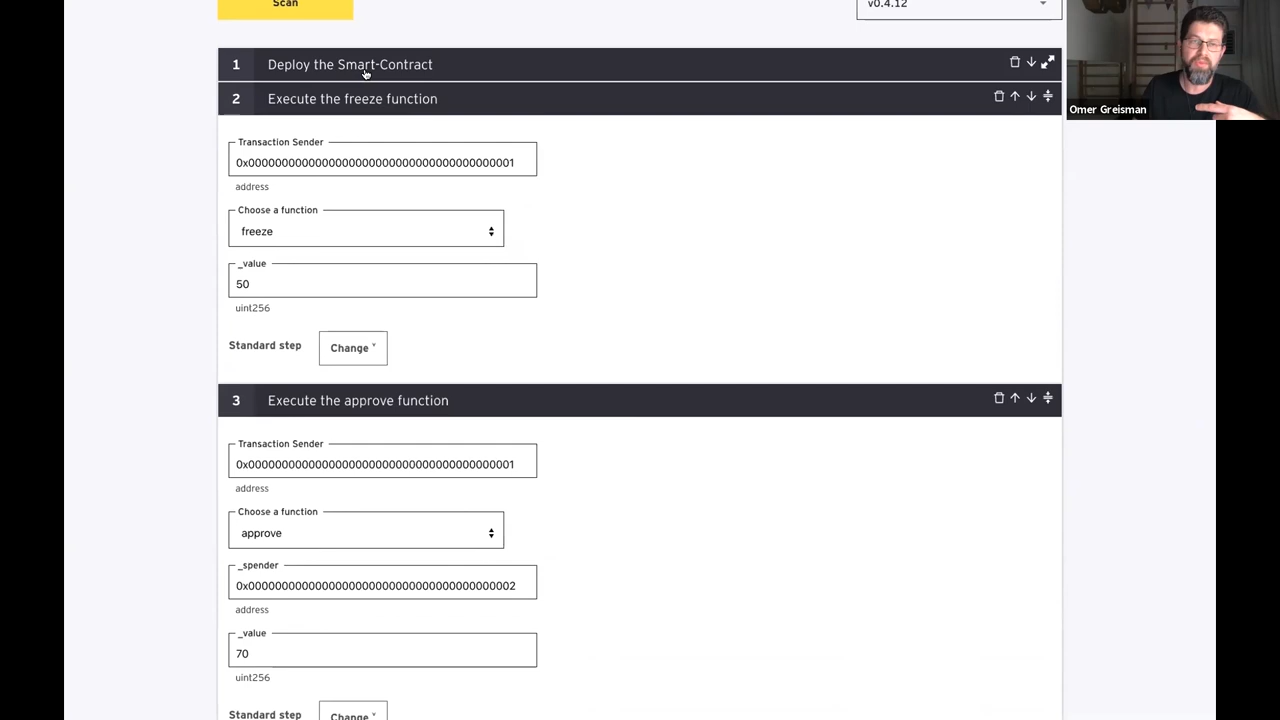 Scan
v0.4.12
Omer Greisman
1 Deploy the Smart-Contract
2 Execute the freeze function
Transaction Sender
0x0000000000000000000000000000000000000001
address
Choose a function
freeze
_value
50
uint256
Standard step Change
3 Execute the approve function
Transaction Sender
0x0000000000000000000000000000000000000001
address
Choose a function
approve
_spender
0x0000000000000000000000000000000000000002
address
_value
70
uint256
Standard step Change